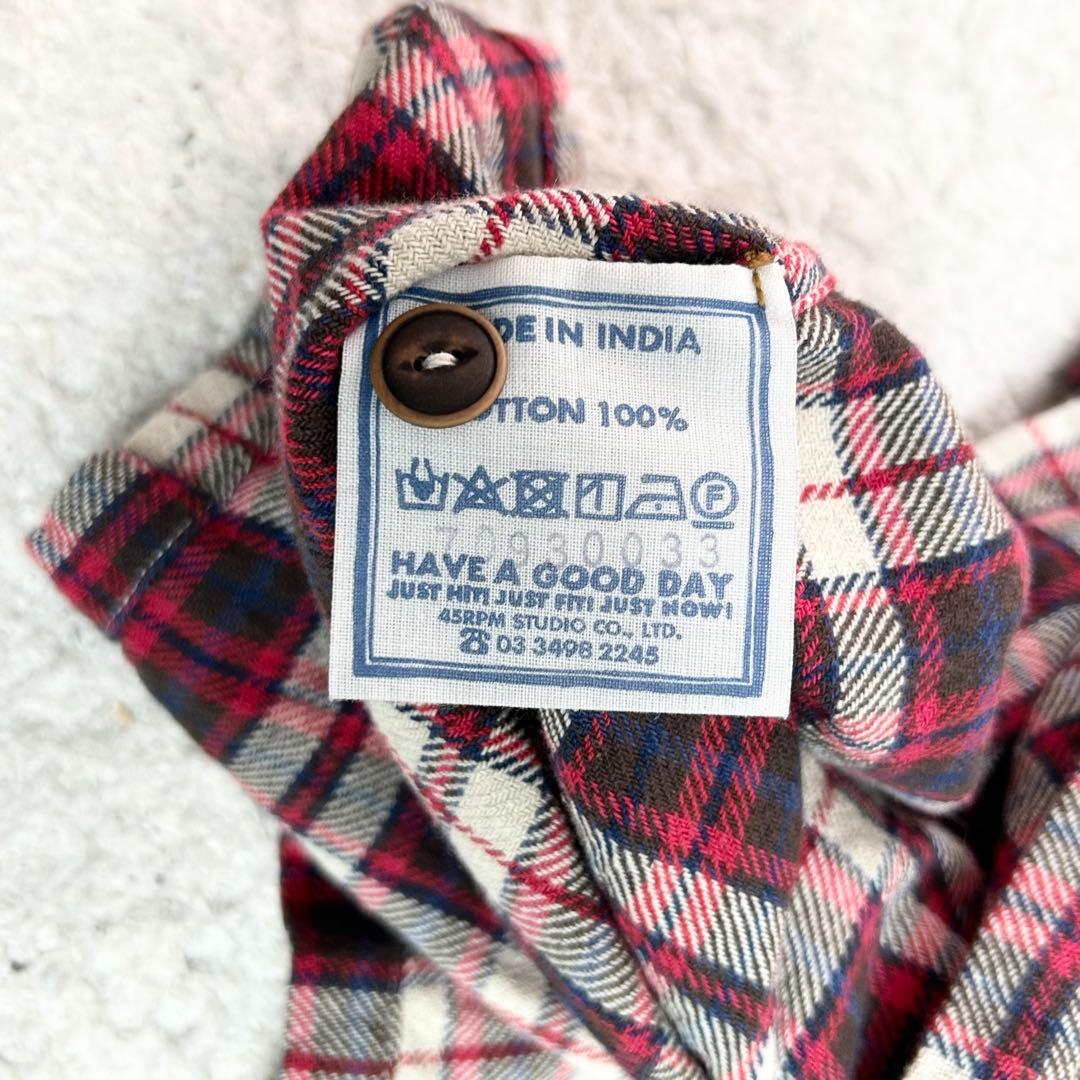 DE IN INDIA
TTON 100%
F
HAVE A GOOD DAY
JUST HIT! JUST FIT! JUST NOW!
45RPM STUDIO CO., LTD.
☎ 03 3498 2245